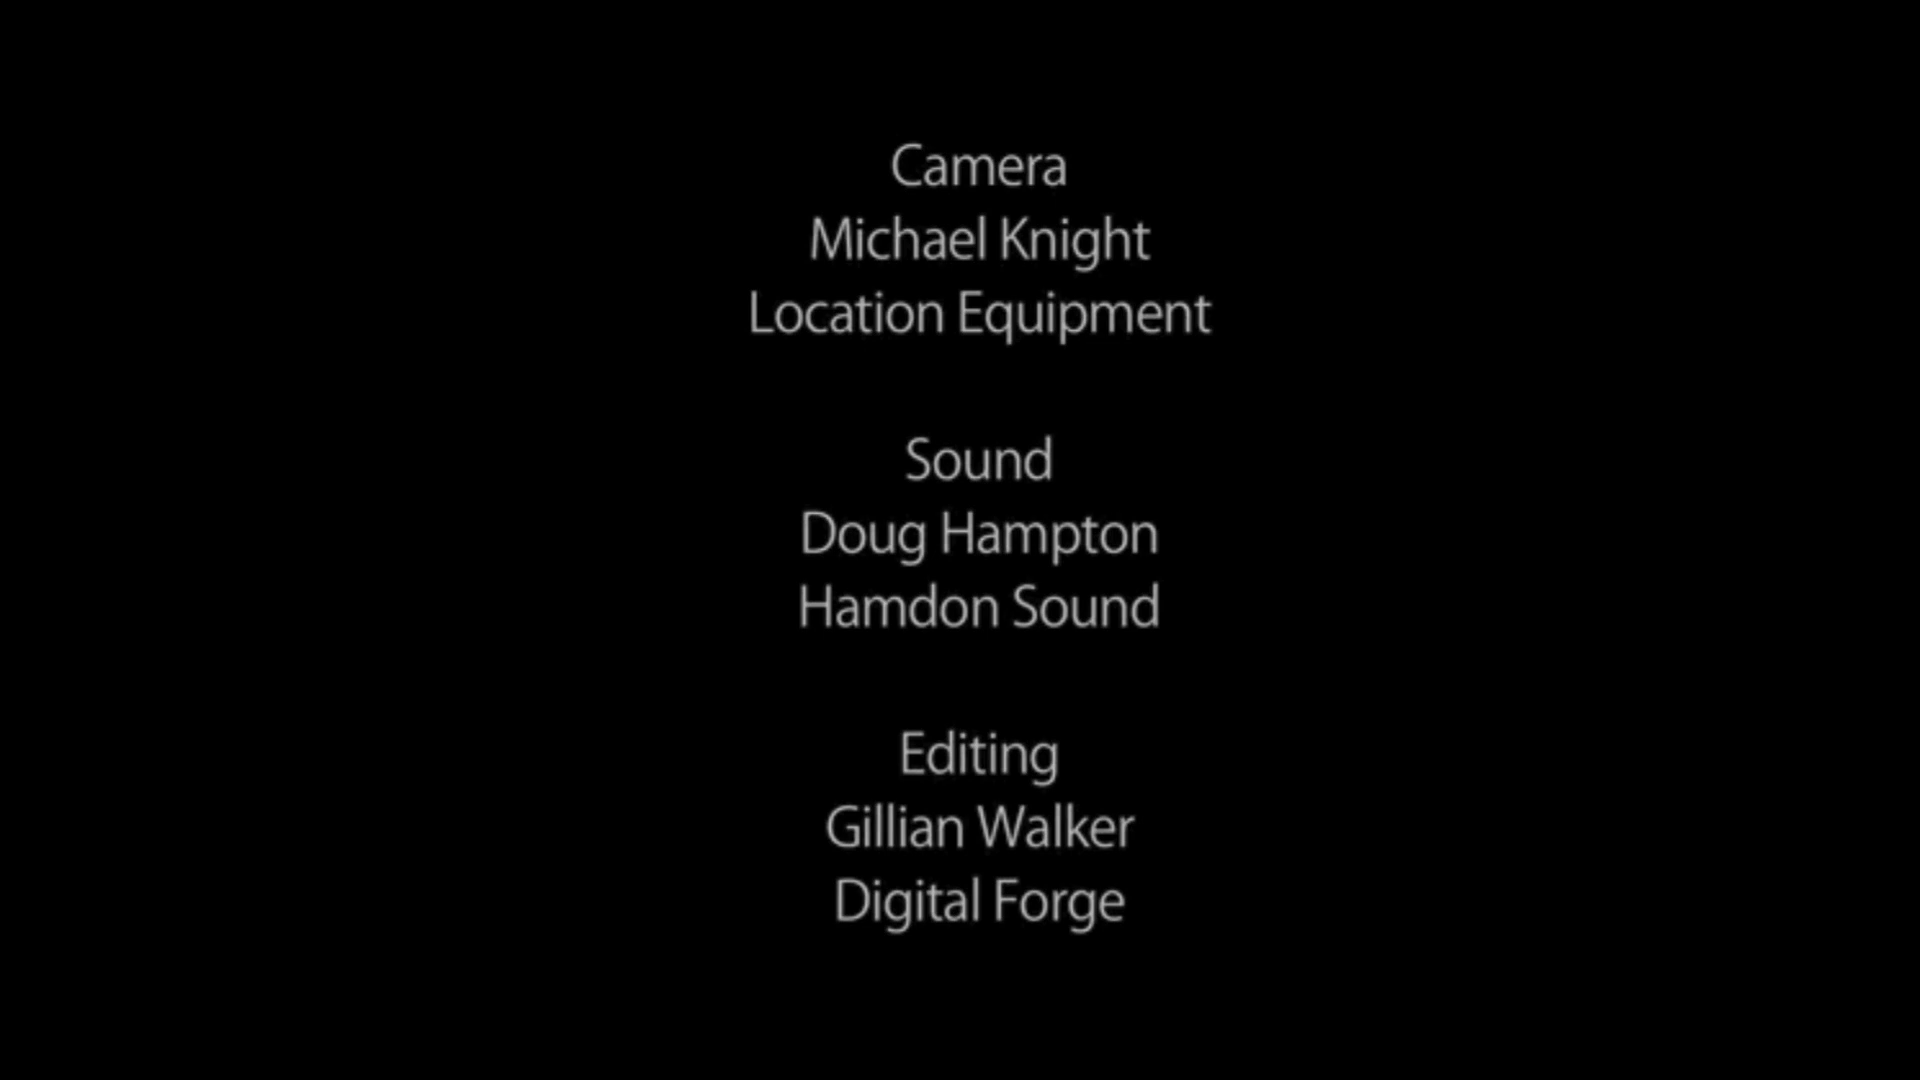 Camera
Michael Knight
Location Equipment
Sound
Doug Hampton
Hamdon Sound
Editing
Gillian Walker
Digital Forge